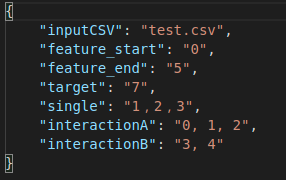 {
    "inputCSV": "test.csv",
    "feature_start": "0",
    "feature_end": "5",
    "target": "7",
    "single": "1,2,3",
    "interactionA": "0, 1, 2",
    "interactionB": "3, 4"
}